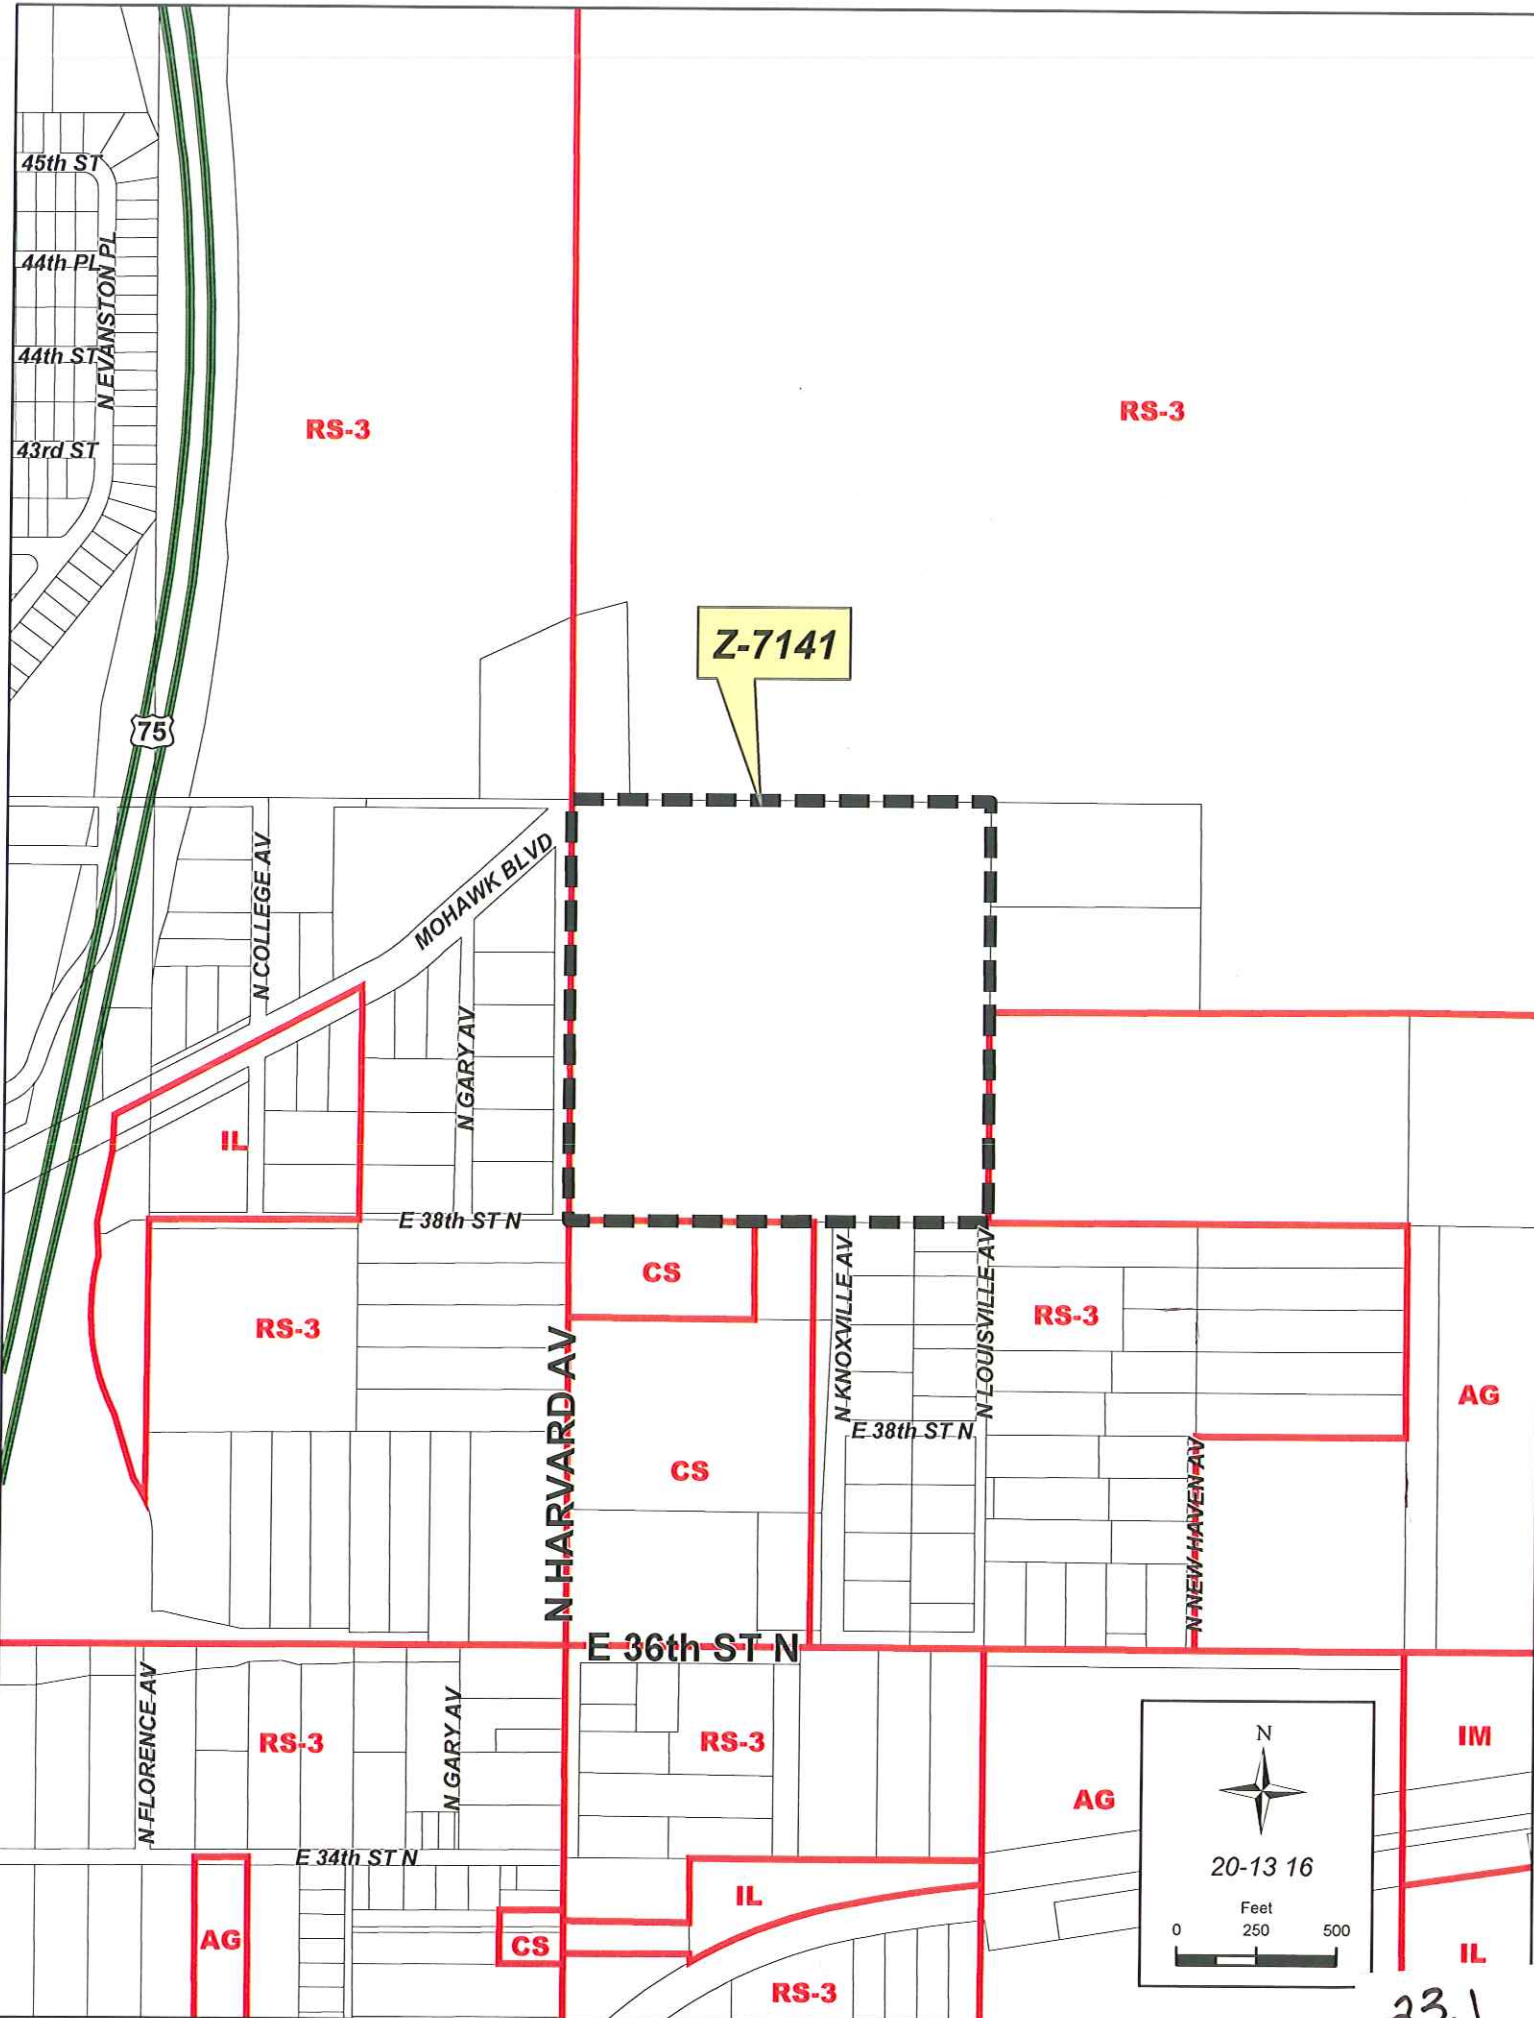 45th ST
44th PL
N EVANSTON PL
44th ST
43rd ST
RS-3
RS-3
Z-7141
75
N COLLEGE AV
MOHAWK BLVD
N GARY AV
IL
E 38th ST N
CS
RS-3
N KNOXVILLE AV
N LOUISVILLE AV
RS-3
AG
N HARVARD AV
E 38th ST N
CS
N NEW HAVEN AV
E 36th ST N
N FLORENCE AV
RS-3
N GARY AV
RS-3
AG
IM
N
20-13 16
Feet
0 250 500
E 34th ST N
IL
AG
CS
RS-3
IL
23.1